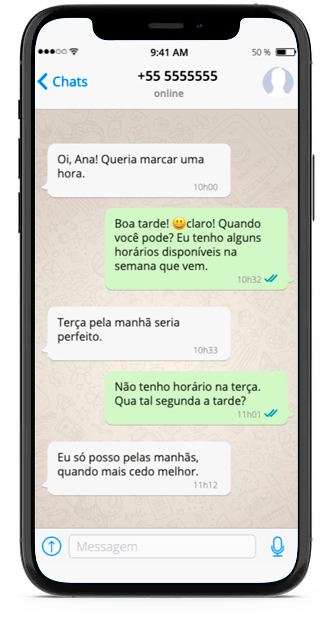 9:41 AM
50 %
Chats
+55 5555555
online
Oi, Ana! Queria marcar uma
hora.
10h00
Boa tarde! 😃claro! Quando
você pode? Eu tenho alguns
horários disponíveis na
semana que vem.
10h32
Terça pela manhã seria
perfeito.
10h33
Não tenho horário na terça.
Qua tal segunda a tarde?
11h01
Eu só posso pelas manhãs,
quando mais cedo melhor.
11h12
Messagem